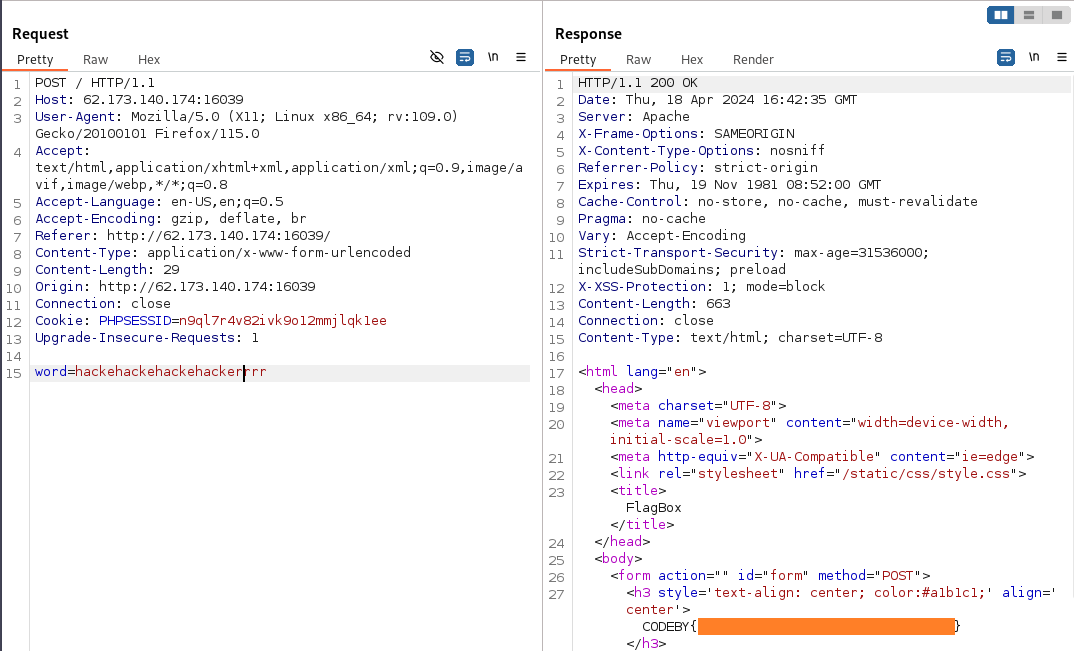 Request
Pretty Raw Hex \n
1 POST / HTTP/1.1
2 Host: 62.173.140.174:16039
3 User-Agent: Mozilla/5.0 (X11; Linux x86_64; rv:109.0)
Gecko/20100101 Firefox/115.0
4 Accept:
text/html,application/xhtml+xml,application/xml;q=0.9,image/a
vif,image/webp,*/*;q=0.8
5 Accept-Language: en-US,en;q=0.5
6 Accept-Encoding: gzip, deflate, br
7 Referer: http://62.173.140.174:16039/
8 Content-Type: application/x-www-form-urlencoded
9 Content-Length: 29
10 Origin: http://62.173.140.174:16039
11 Connection: close
12 Cookie: PHPSESSID=n9ql7r4v82ivk9o12mmjlqk1ee
13 Upgrade-Insecure-Requests: 1
14
15 word=hackehackehackehackerrrr
Response
Pretty Raw Hex Render \n
1 HTTP/1.1 200 OK
2 Date: Thu, 18 Apr 2024 16:42:35 GMT
3 Server: Apache
4 X-Frame-Options: SAMEORIGIN
5 X-Content-Type-Options: nosniff
6 Referrer-Policy: strict-origin
7 Expires: Thu, 19 Nov 1981 08:52:00 GMT
8 Cache-Control: no-store, no-cache, must-revalidate
9 Pragma: no-cache
10 Vary: Accept-Encoding
11 Strict-Transport-Security: max-age=31536000;
includeSubDomains; preload
12 X-XSS-Protection: 1; mode=block
13 Content-Length: 663
14 Connection: close
15 Content-Type: text/html; charset=UTF-8
16
17 <html lang="en">
18 <head>
19 <meta charset="UTF-8">
20 <meta name="viewport" content="width=device-width,
initial-scale=1.0">
21 <meta http-equiv="X-UA-Compatible" content="ie=edge">
22 <link rel="stylesheet" href="/static/css/style.css">
23 <title>
FlagBox
</title>
24 </head>
25 <body>
26 <form action="" id="form" method="POST">
27 <h3 style='text-align: center; color:#a1b1c1;' align='
center'>
CODEBY{ }
</h3>